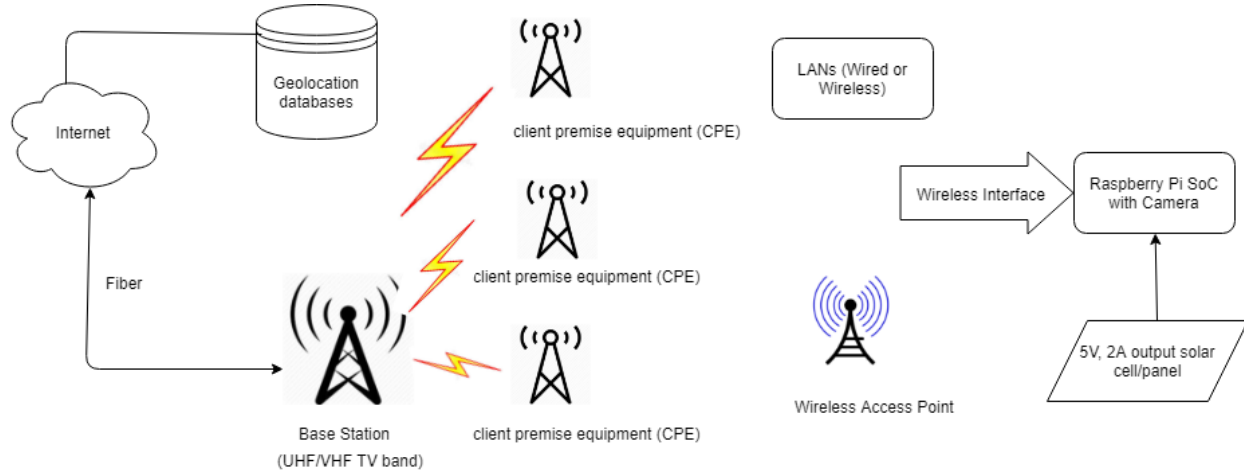 Geolocation
databases
Internet
Fiber
Base Station
(UHF/VHF TV band)
client premise equipment (CPE)
client premise equipment (CPE)
client premise equipment (CPE)
LANs (Wired or
Wireless)
Wireless Access Point
Wireless Interface
Raspberry Pi SoC
with Camera
5V, 2A output solar
cell/panel